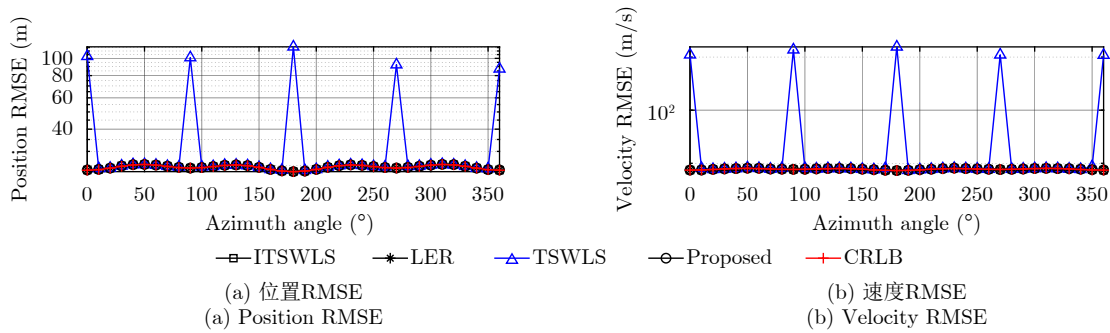 Position RMSE (m)
100
80
60
40
0 50 100 150 200 250 300 350
Azimuth angle (°)
Velocity RMSE (m/s)
10²
0 50 100 150 200 250 300 350
Azimuth angle (°)
ITSWLS LER TSWLS Proposed CRLB
(a) 位置RMSE
(a) Position RMSE
(b) 速度RMSE
(b) Velocity RMSE